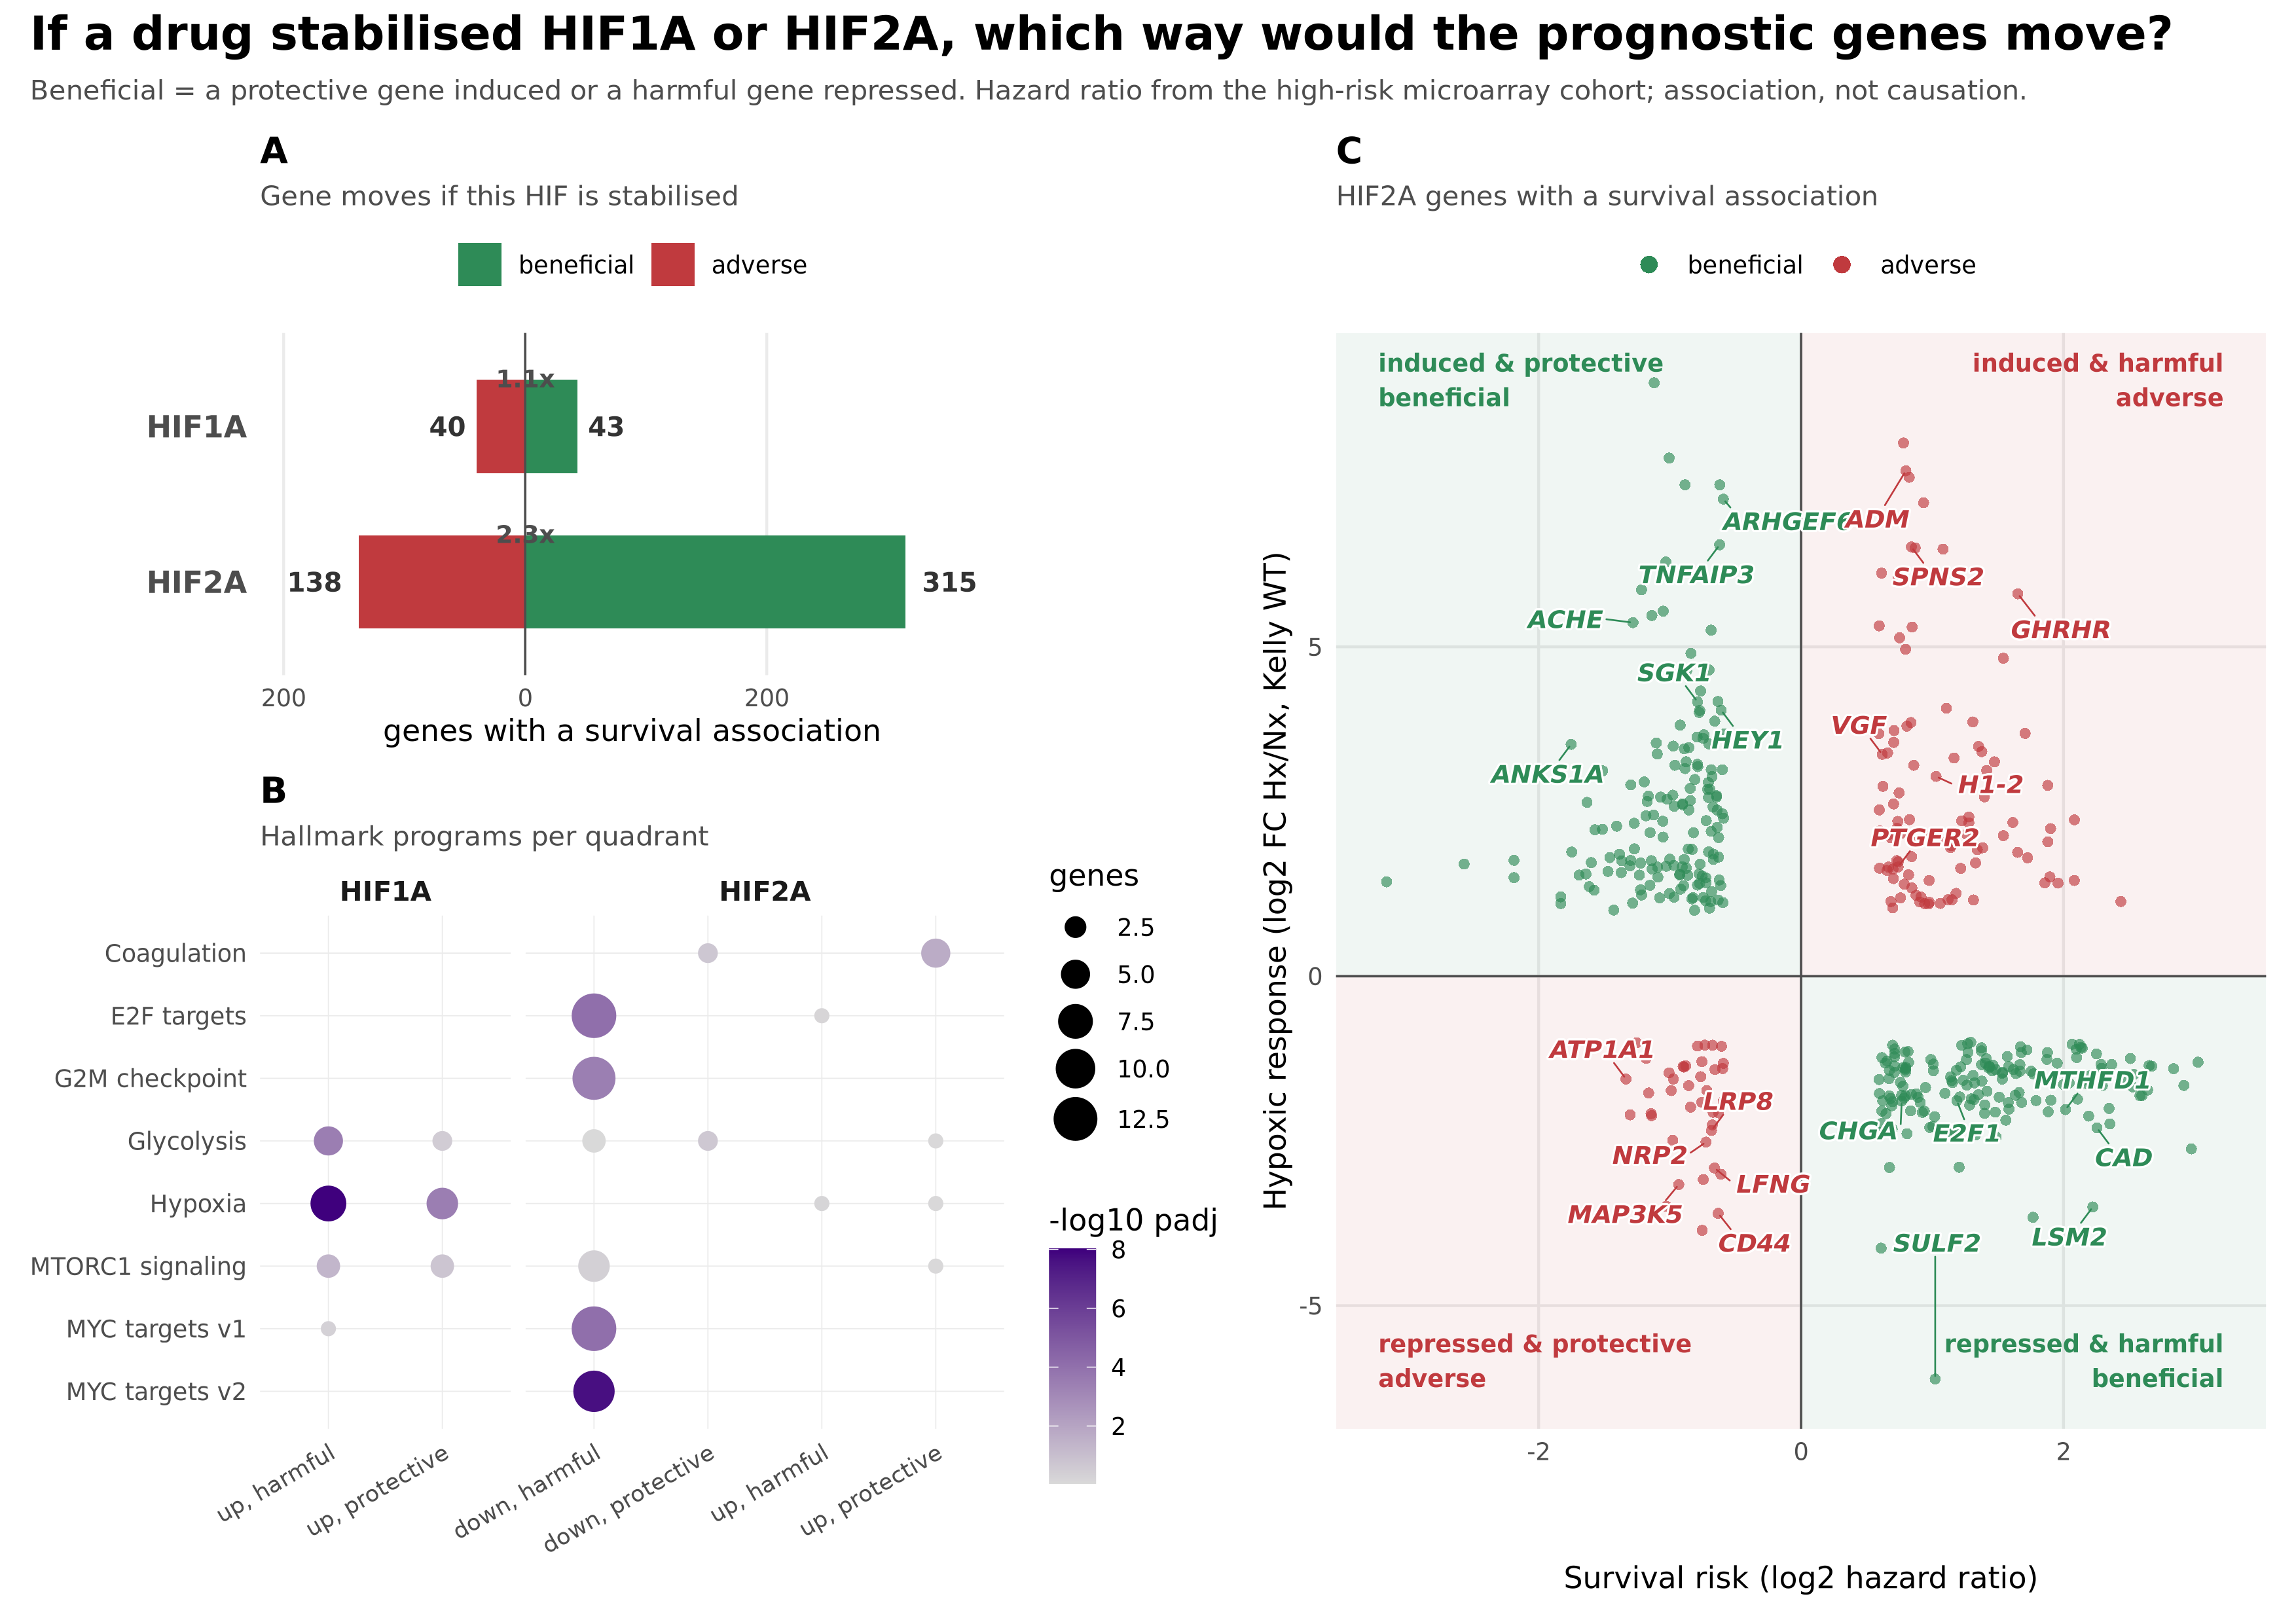 If a drug stabilised HIF1A or HIF2A, which way would the prognostic genes move?
Beneficial = a protective gene induced or a harmful gene repressed. Hazard ratio from the high-risk microarray cohort; association, not causation.
A
Gene moves if this HIF is stabilised
beneficial
adverse
1.1x
HIF1A
40
43
2.3x
HIF2A
138
315
200
0
200
genes with a survival association
B
Hallmark programs per quadrant
HIF1A
HIF2A
Coagulation
E2F targets
G2M checkpoint
Glycolysis
Hypoxia
MTORC1 signaling
MYC targets v1
MYC targets v2
up, harmful
up, protective
down, harmful
down, protective
up, harmful
up, protective
genes
2.5
5.0
7.5
10.0
12.5
-log10 padj
8
6
4
2
C
HIF2A genes with a survival association
beneficial
adverse
Hypoxic response (log2 FC Hx/Nx, Kelly WT)
induced & protective
beneficial
induced & harmful
adverse
ARHGEF6
ADM
TNFAIP3
SPNS2
ACHE
GHRHR
SGK1
VGF
HEY1
ANKS1A
H1-2
PTGER2
ATP1A1
LRP8
MTHFD1
CHGA
E2F1
NRP2
CAD
LFNG
MAP3K5
CD44
SULF2
LSM2
repressed & protective
adverse
repressed & harmful
beneficial
5
0
-5
-2
0
2
Survival risk (log2 hazard ratio)